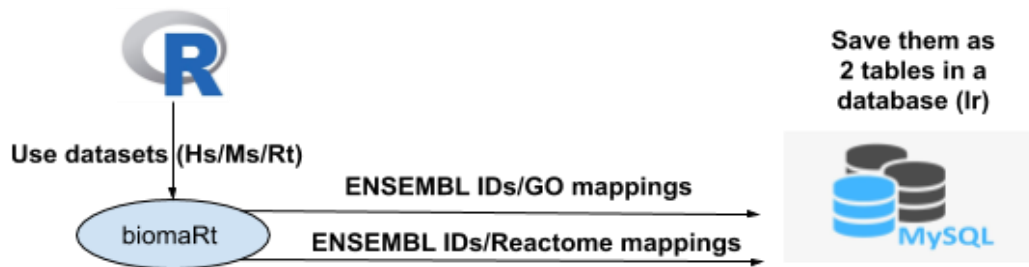 R
Save them as
2 tables in a
database (lr)
Use datasets (Hs/Ms/Rt)
ENSEMBL IDs/GO mappings
biomaRt
ENSEMBL IDs/Reactome mappings
MySQL